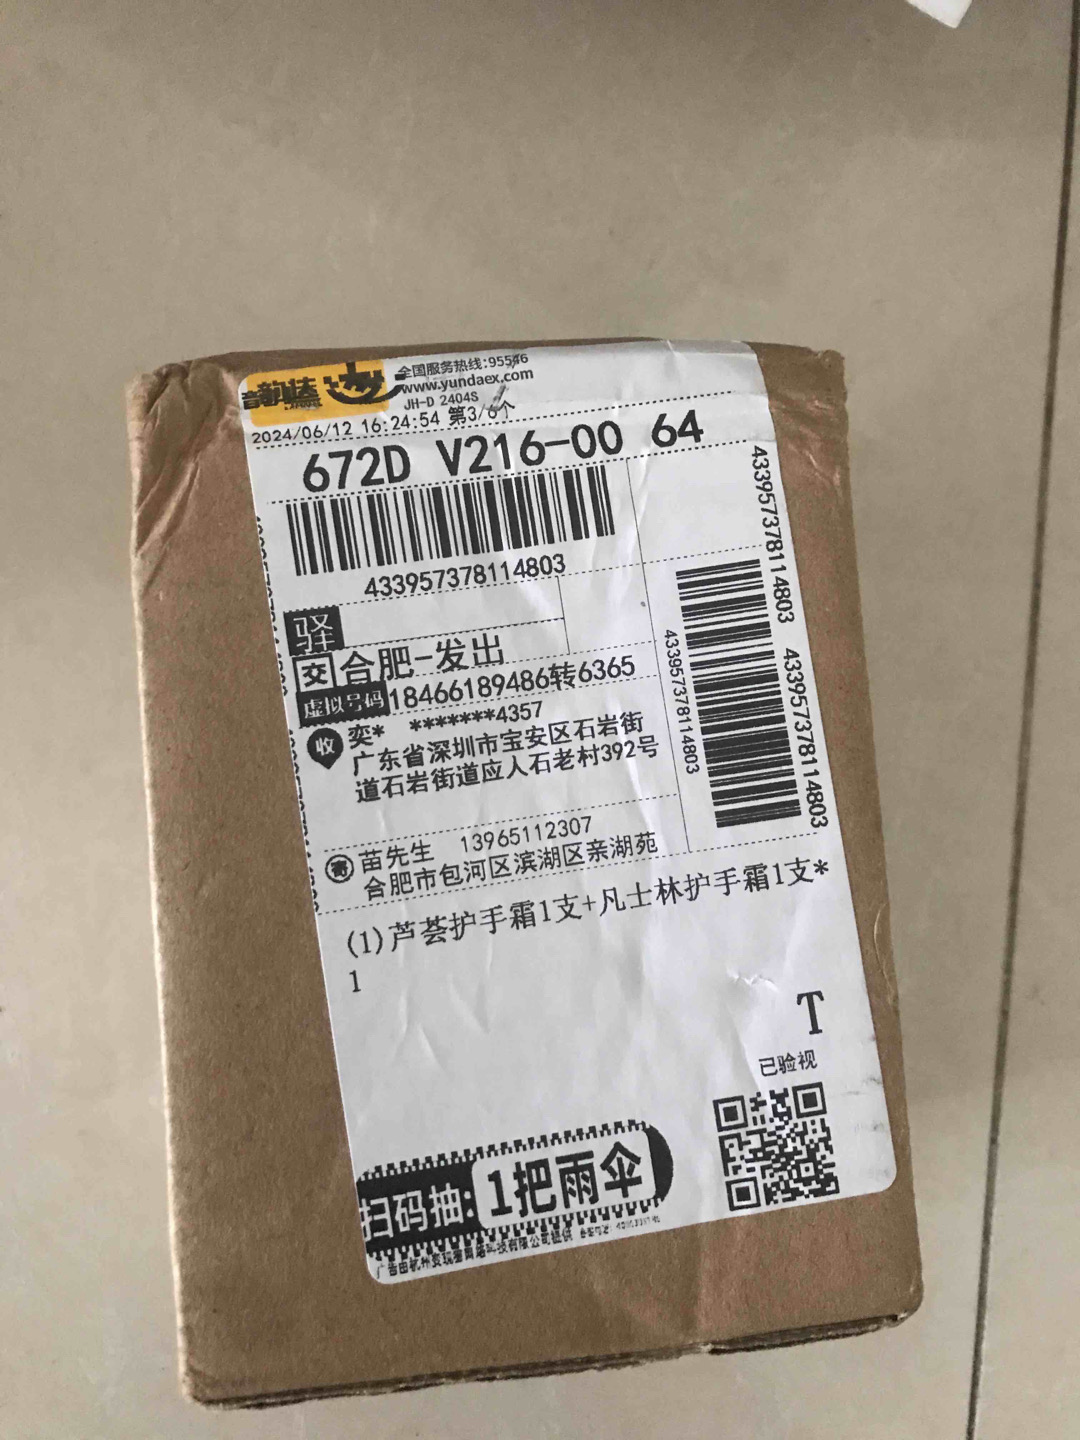 韵达
全国服务热线:95546
www.yundaex.com
JH-D 2404S
2024/06/12 16:24:54 第3/6个
672D V216-00 64
433957378114803
驿
交 合肥-发出
虚拟号码 18466189486转6365
收 奕* *******4357
广东省深圳市宝安区石岩街
道石岩街道应人石老村392号
寄 苗先生 13965112307
合肥市包河区滨湖区亲湖苑
(1)芦荟护手霜1支+凡士林护手霜1支*
1
433957378114803
433957378114803
433957378114803
T
已验视
扫码抽:1把雨伞